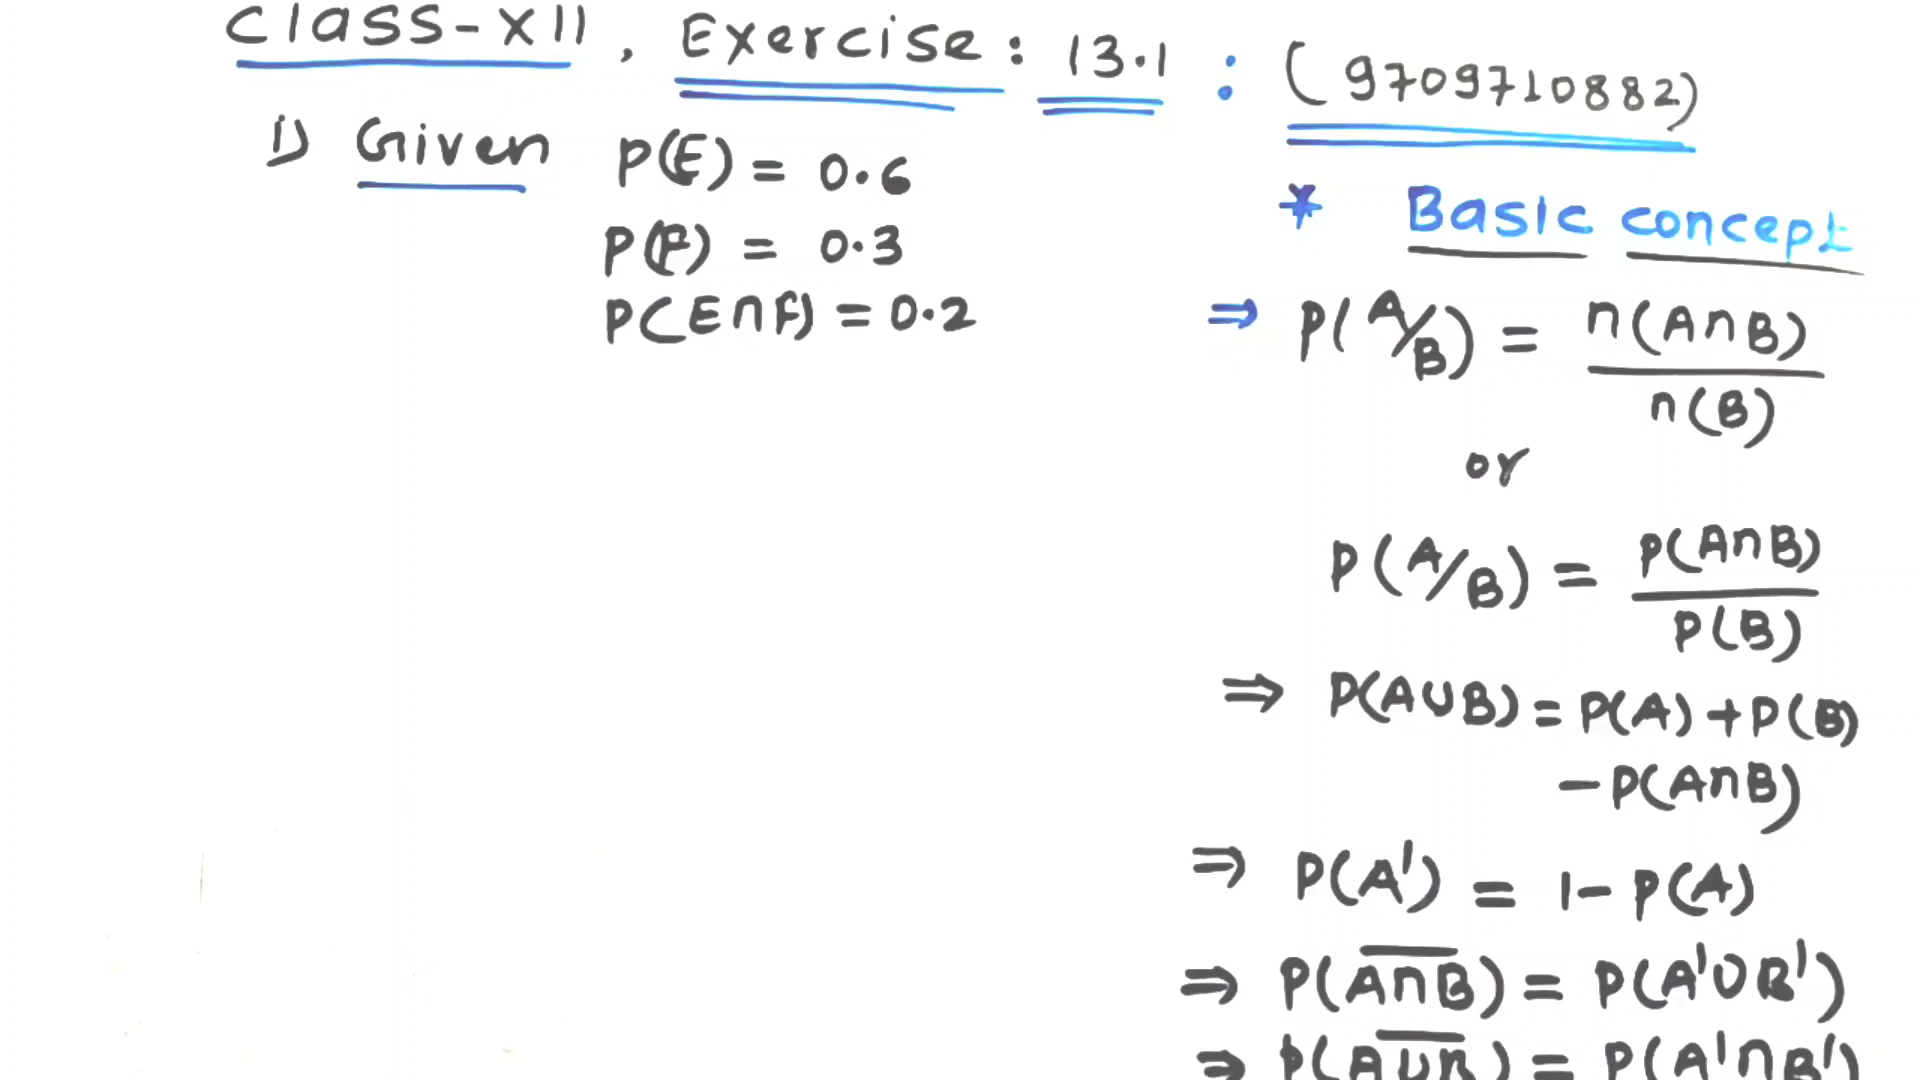 Class-XII, Exercise: 13.1 : (9709710882)
1) Given P(E) = 0.6
P(F) = 0.3
P(E∩F) = 0.2
* Basic concept
⇒ P(A/B) = n(A∩B)/n(B)
or
P(A/B) = P(A∩B)/P(B)
⇒ P(A∪B) = P(A) + P(B)
- P(A∩B)
⇒ P(A') = 1 - P(A)
⇒ P(A̅∩̅B̅) = P(A'∪B')
⇒ P(A̅∪̅B̅) = P(A'∩B')